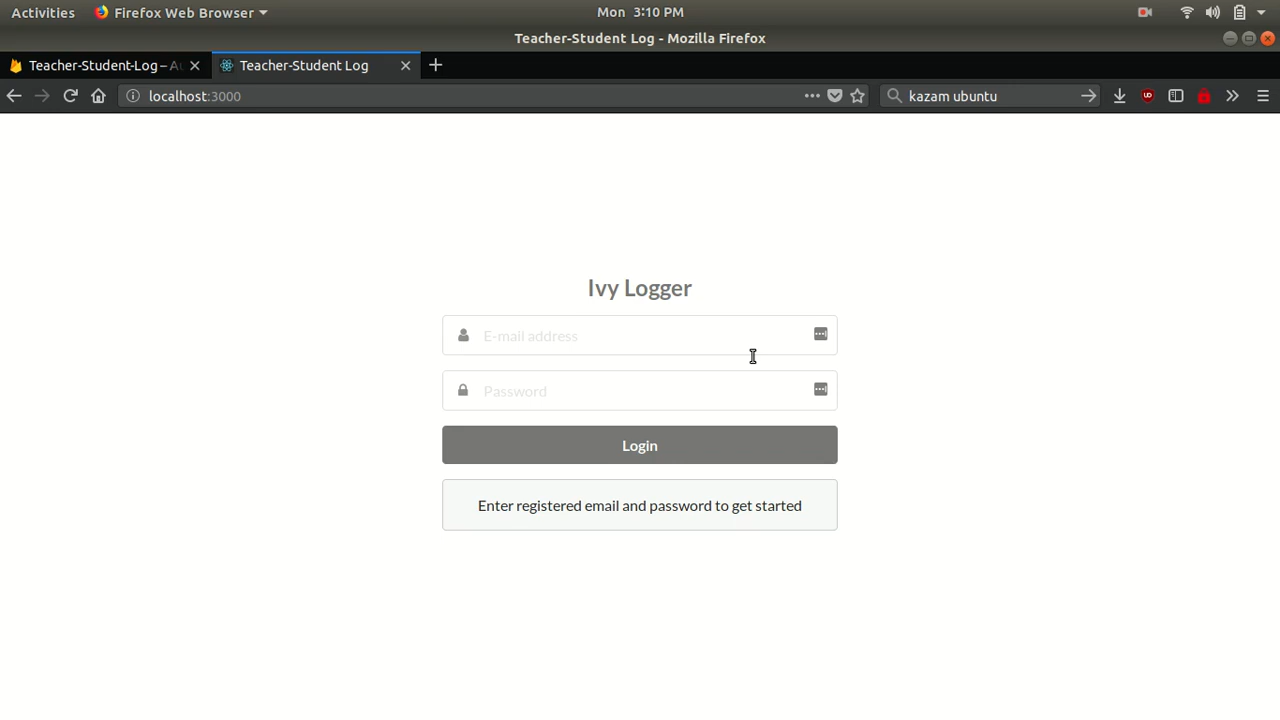 Activities Firefox Web Browser Mon 3:10 PM
Teacher-Student Log - Mozilla Firefox
Teacher-Student-Log – Au Teacher-Student Log
localhost:3000 kazam ubuntu
Ivy Logger
E-mail address
Password
Login
Enter registered email and password to get started